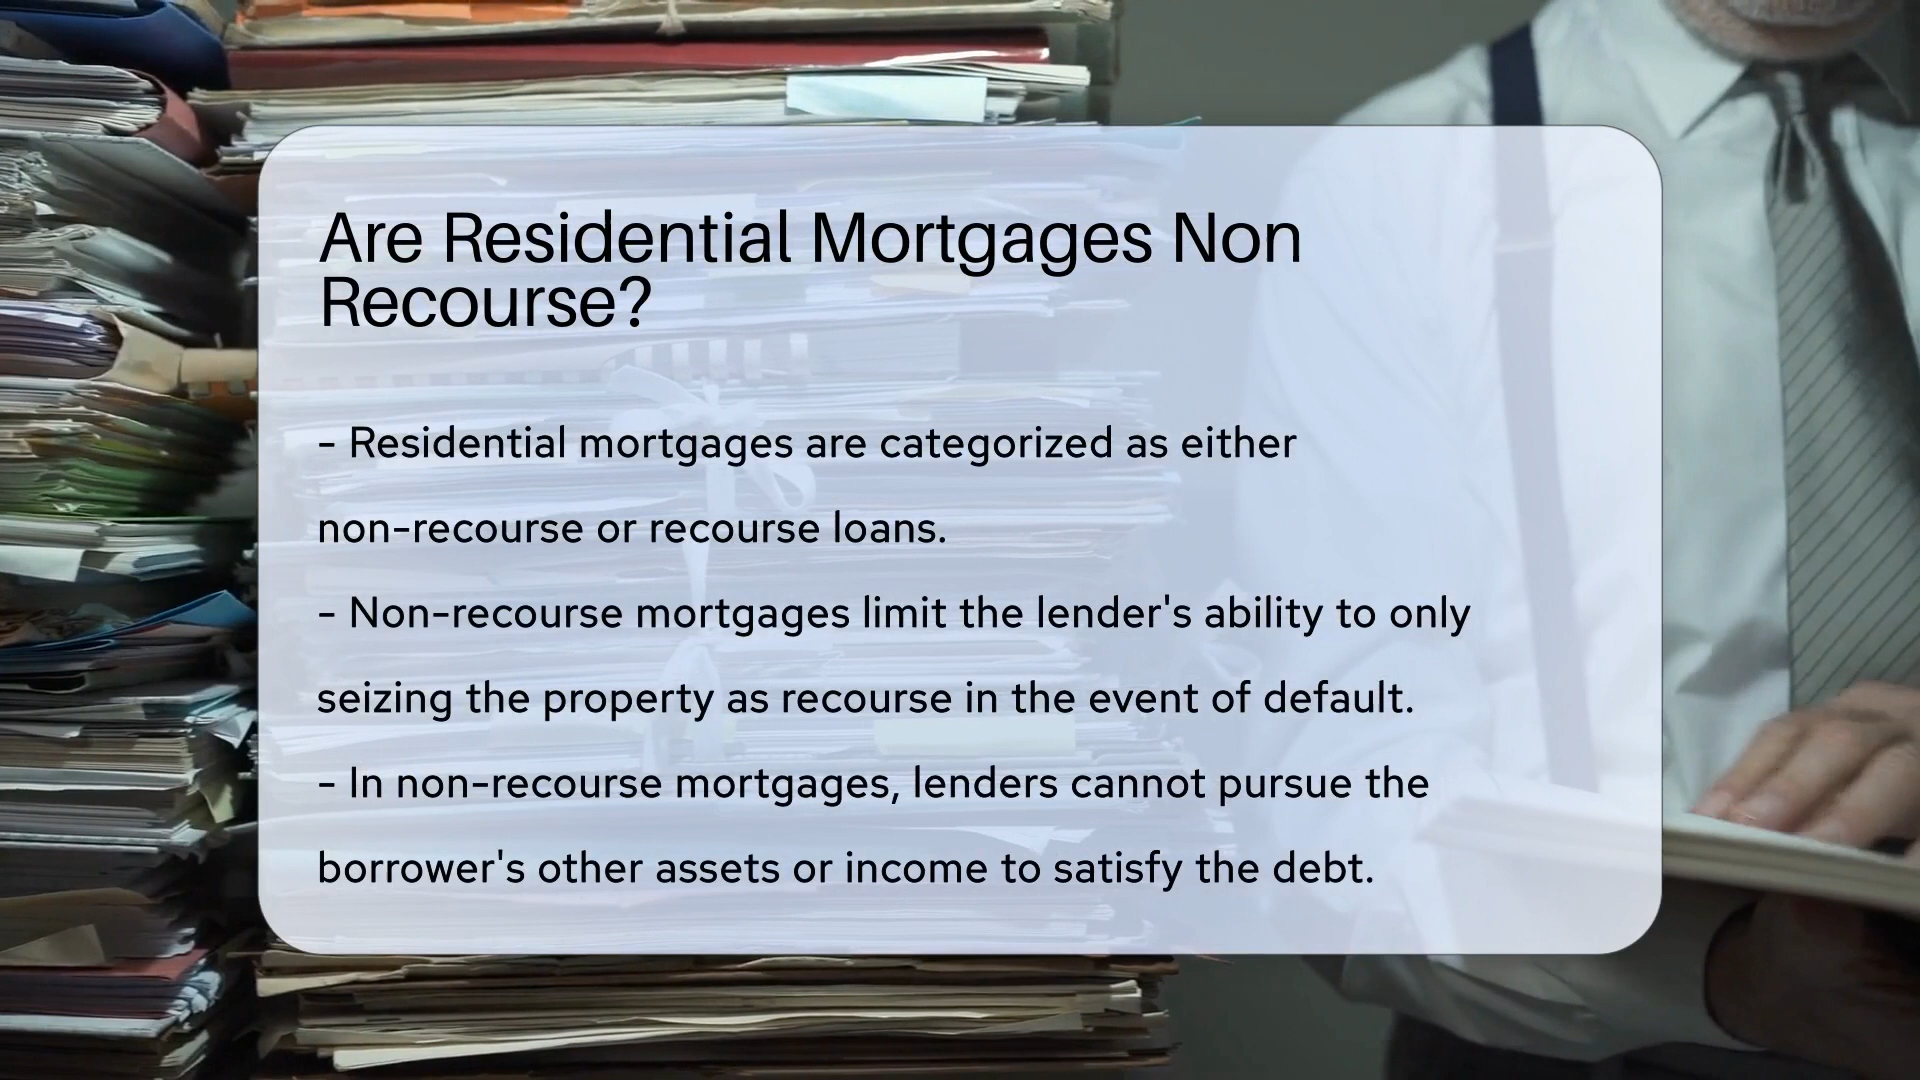 Are Residential Mortgages Non
Recourse?
- Residential mortgages are categorized as either
non-recourse or recourse loans.
- Non-recourse mortgages limit the lender's ability to only
seizing the property as recourse in the event of default.
- In non-recourse mortgages, lenders cannot pursue the
borrower's other assets or income to satisfy the debt.